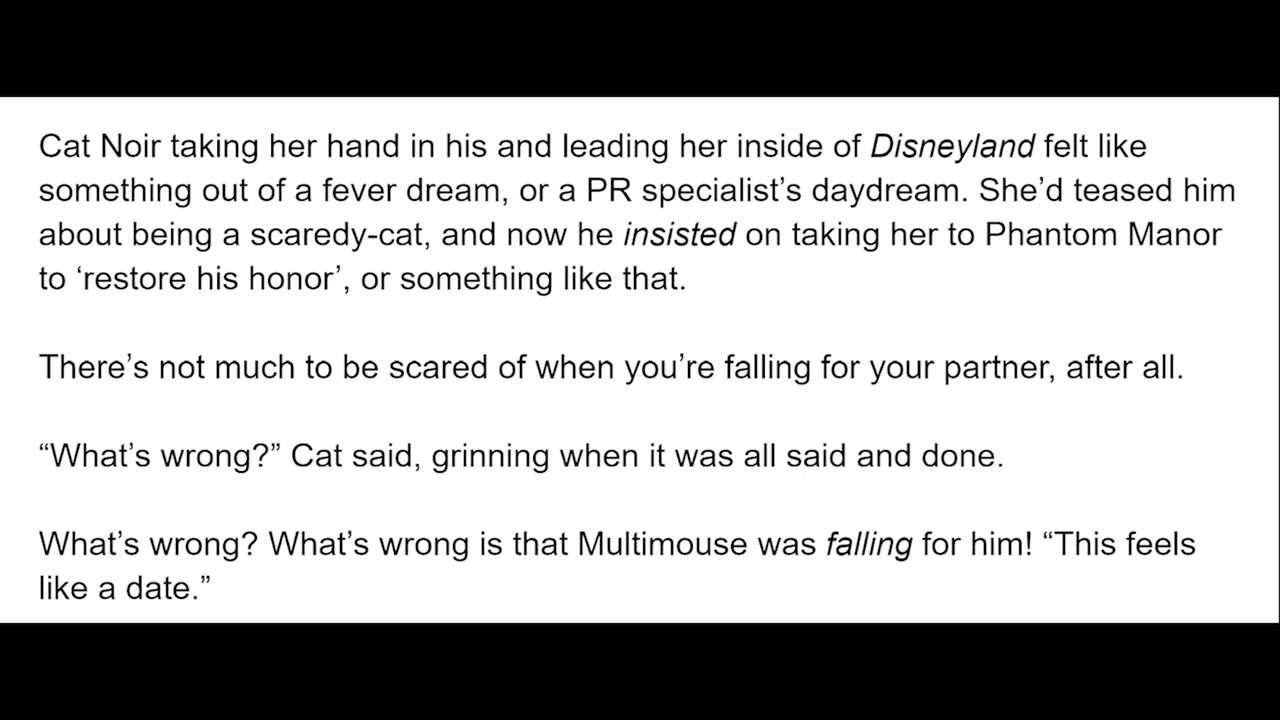 Cat Noir taking her hand in his and leading her inside of Disneyland felt like
something out of a fever dream, or a PR specialist’s daydream. She’d teased him
about being a scaredy-cat, and now he insisted on taking her to Phantom Manor
to ‘restore his honor’, or something like that.
There’s not much to be scared of when you’re falling for your partner, after all.
“What’s wrong?” Cat said, grinning when it was all said and done.
What’s wrong? What’s wrong is that Multimouse was falling for him! “This feels
like a date.”